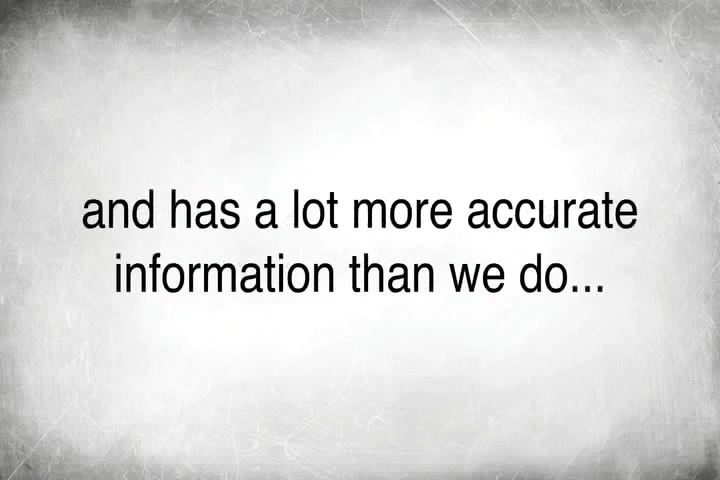 and has a lot more accurate
information than we do...